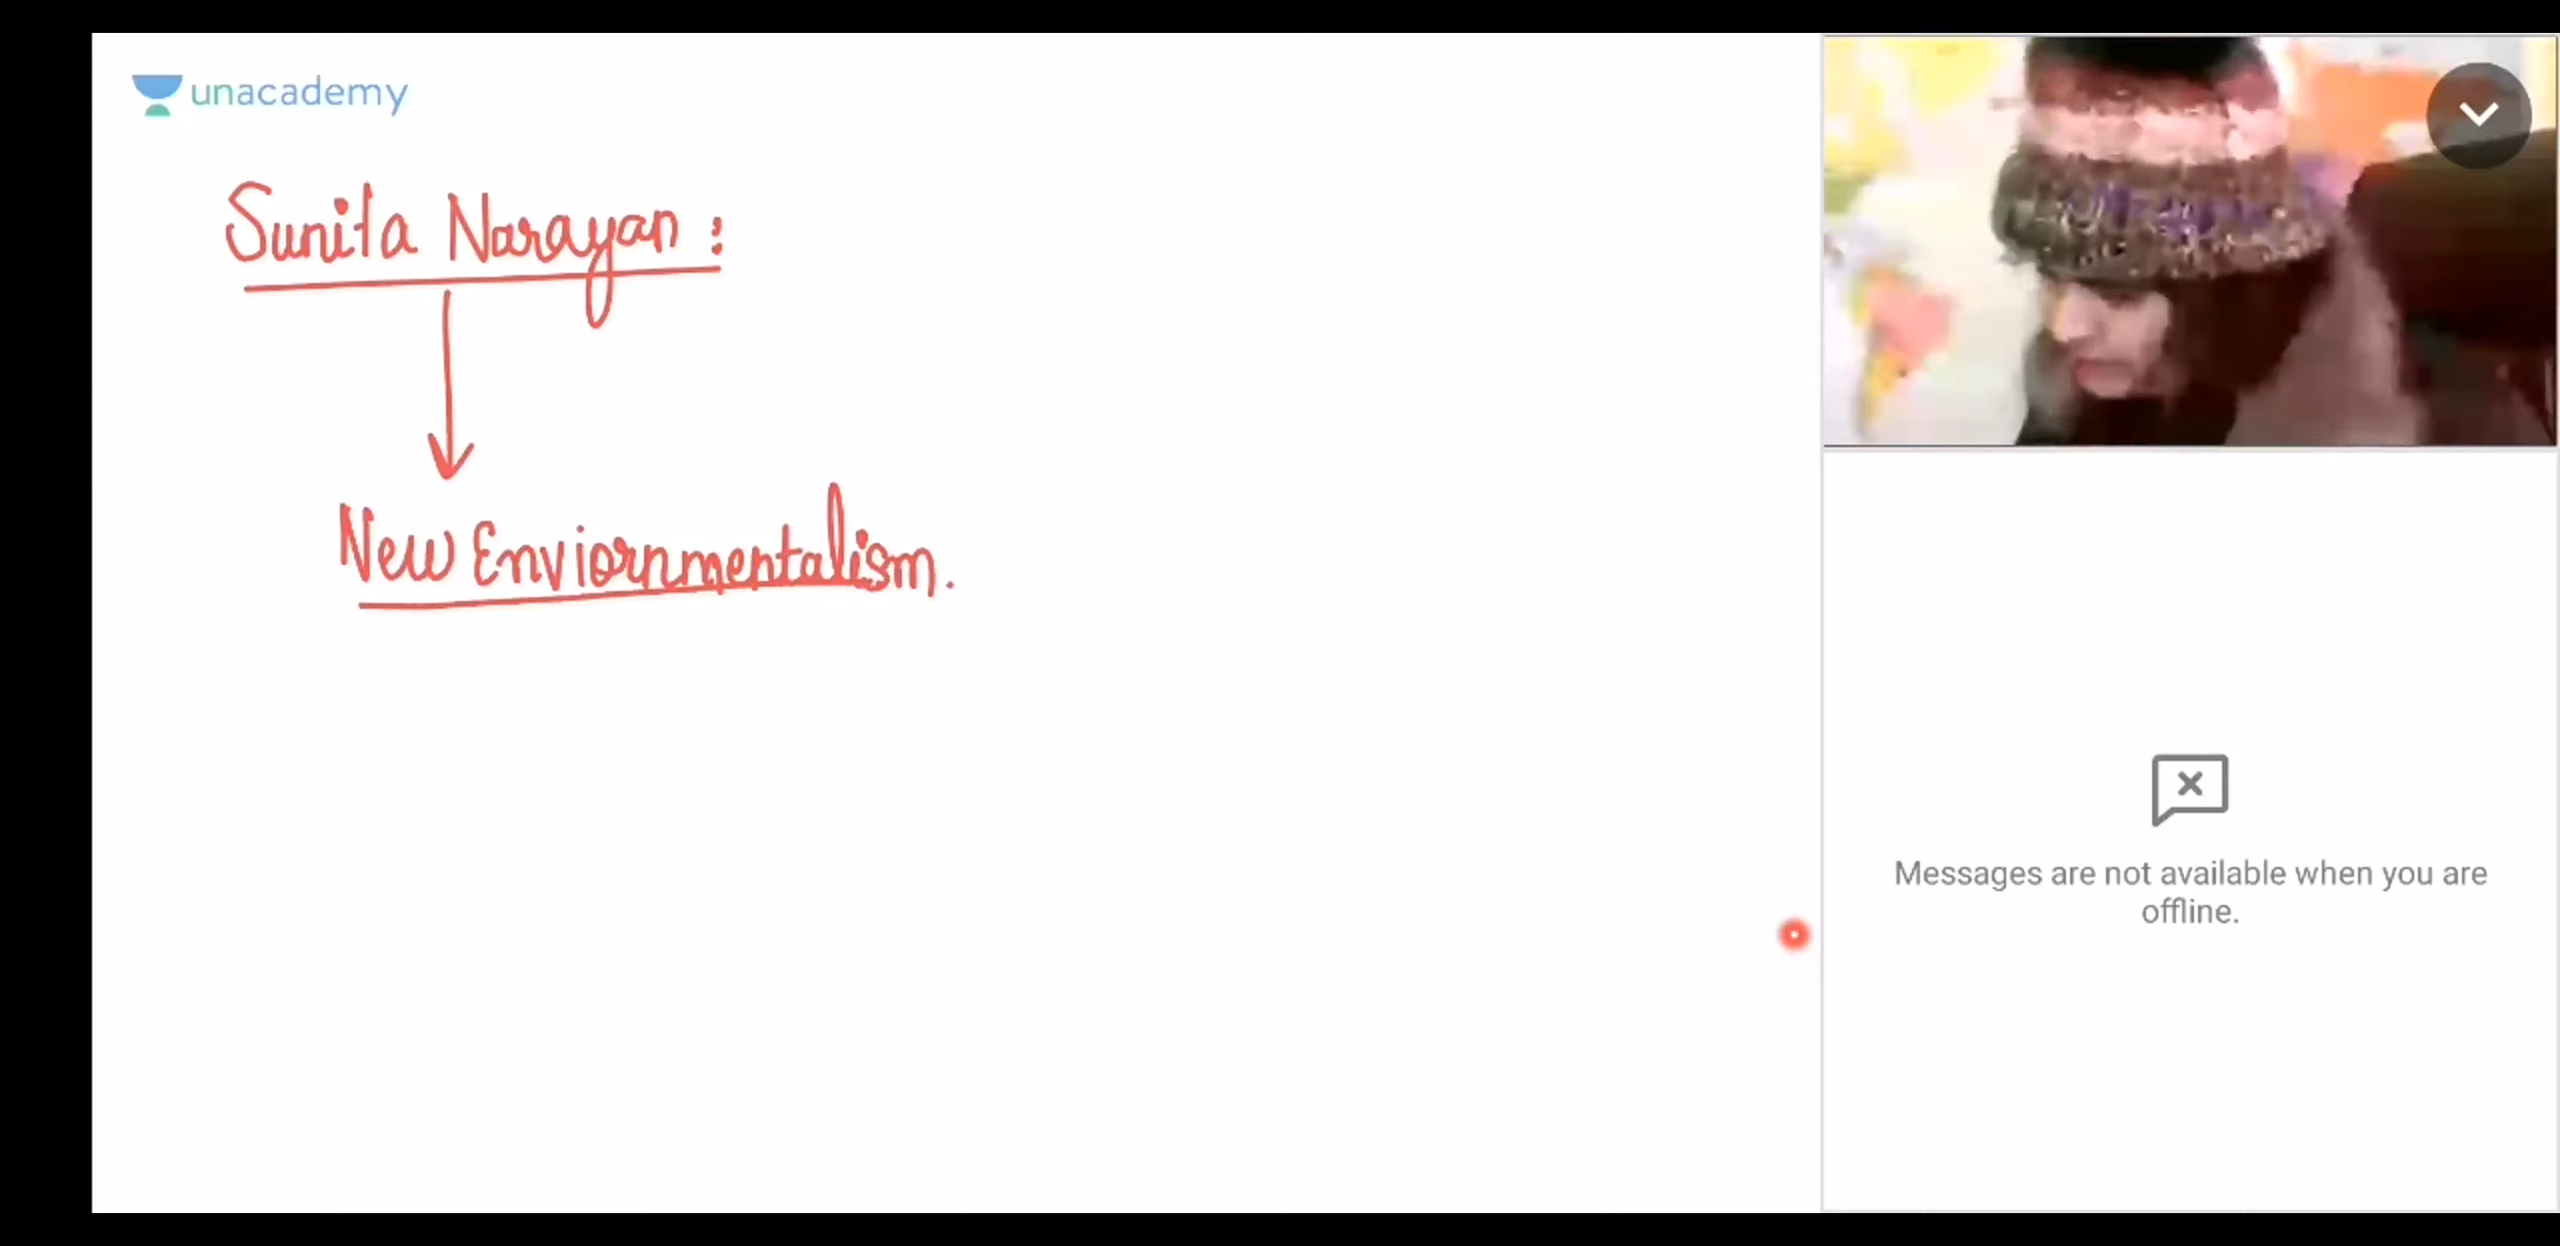 unacademy
Sunita Narayan :
New Enviornmentalism.
Messages are not available when you are
offline.